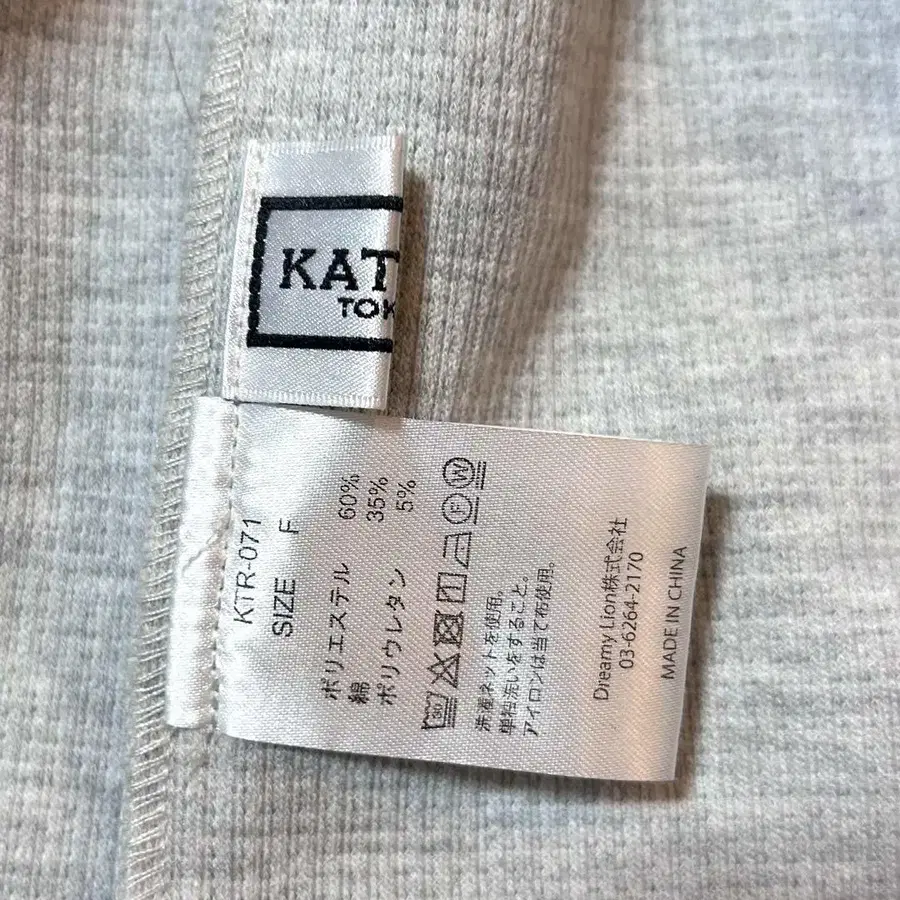 KAT
TOK
KTR-071
SIZE F
ポリエステル 60%
綿 35%
ポリウレタン 5%
30
F W
洗濯ネットを使用。
単独洗いをすること。
アイロンは当て布使用。
Dreamy Lion株式会社
03-6264-2170
MADE IN CHINA